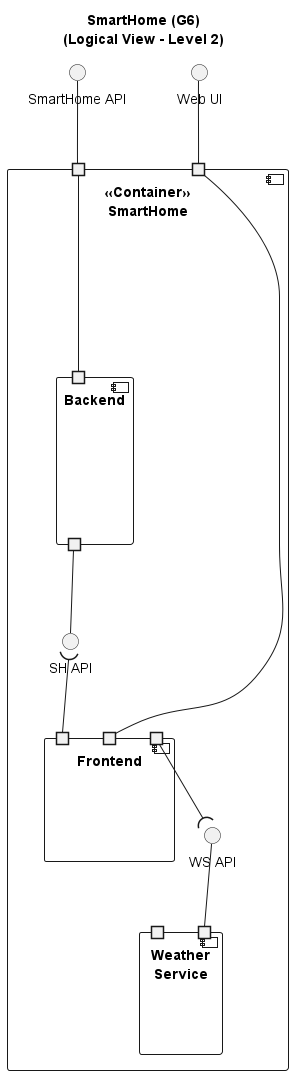 SmartHome (G6)
(Logical View - Level 2)
SmartHome API
Web UI
«Container»
SmartHome
Backend
SH API
Frontend
WS API
Weather
Service